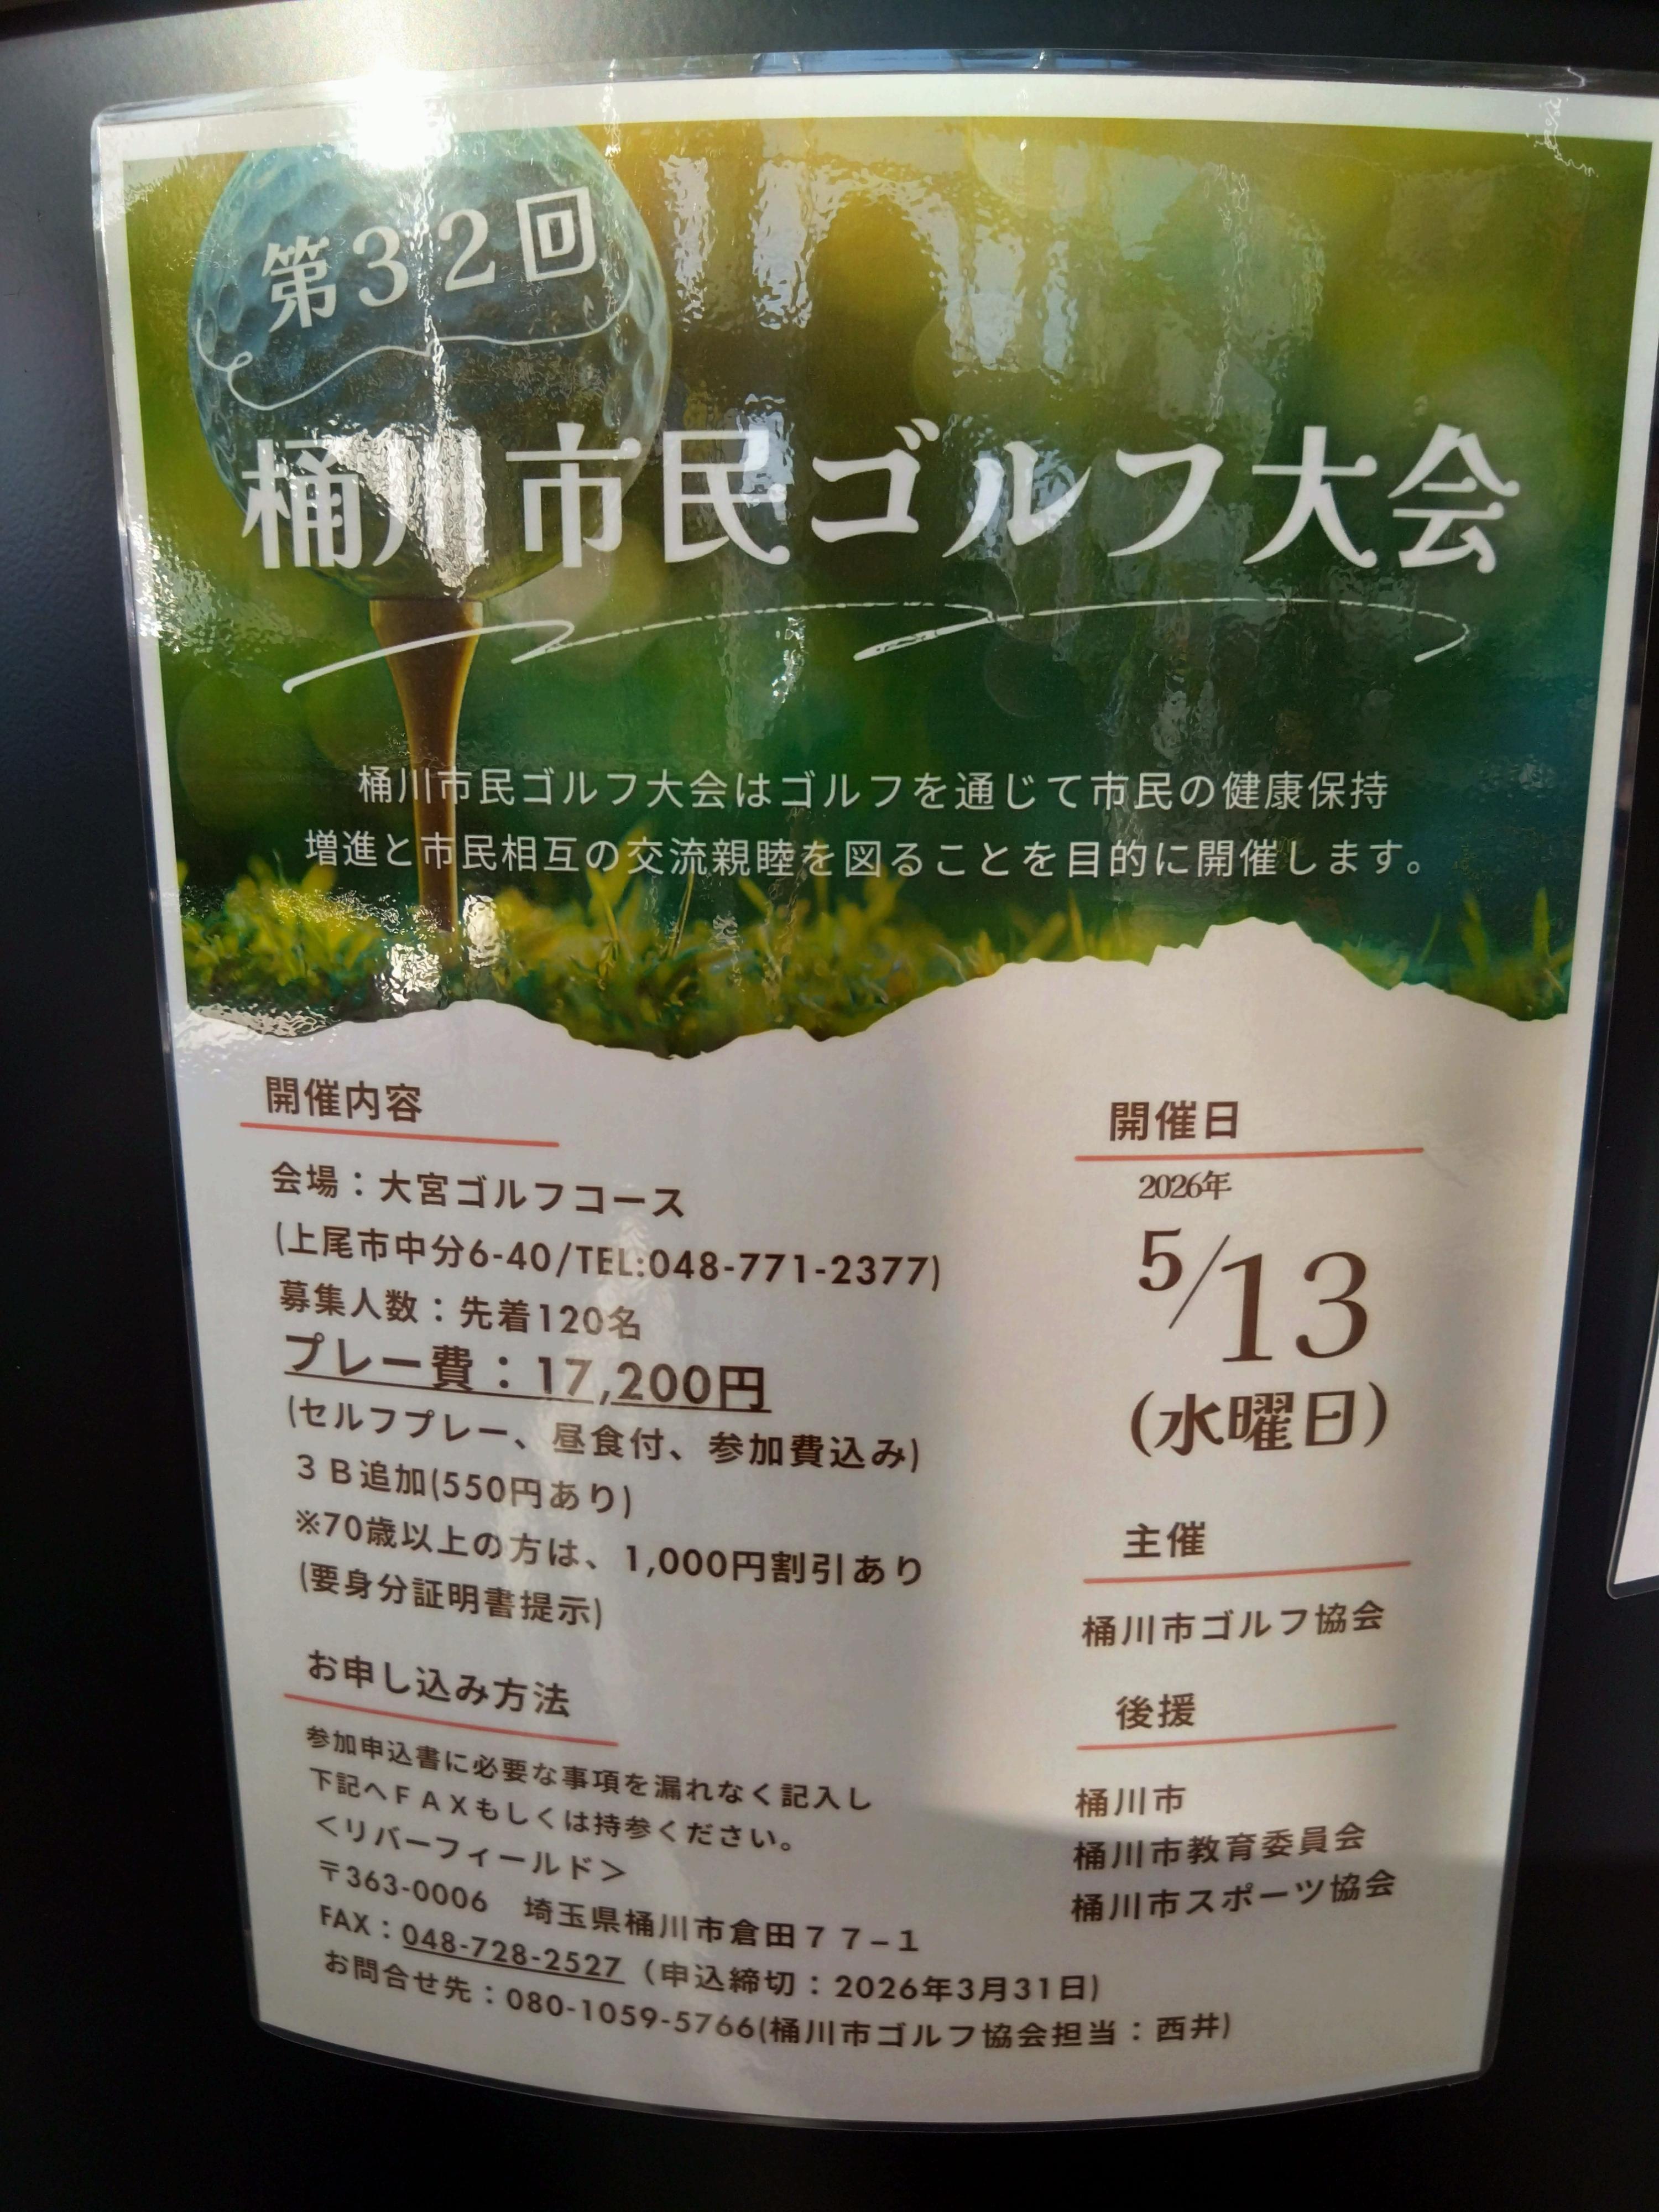 第32回
桶川市民ゴルフ大会
桶川市民ゴルフ大会はゴルフを通じて市民の健康保持
増進と市民相互の交流親睦を図ることを目的に開催します。
開催内容
会場：大宮ゴルフコース
(上尾市中分6-40/TEL:048-771-2377)
募集人数：先着120名
プレー費：17,200円
(セルフプレー、昼食付、参加費込み)
３Ｂ追加(550円あり)
※70歳以上の方は、1,000円割引あり
(要身分証明書提示)
お申し込み方法
参加申込書に必要な事項を漏れなく記入し
下記へＦＡＸもしくは持参ください。
＜リバーフィールド＞
〒363-0006　埼玉県桶川市倉田７７−１
FAX：048-728-2527（申込締切：2026年3月31日)
お問合せ先：080-1059-5766(桶川市ゴルフ協会担当：西井)
開催日
2026年
5/13
(水曜日)
主催
桶川市ゴルフ協会
後援
桶川市
桶川市教育委員会
桶川市スポーツ協会